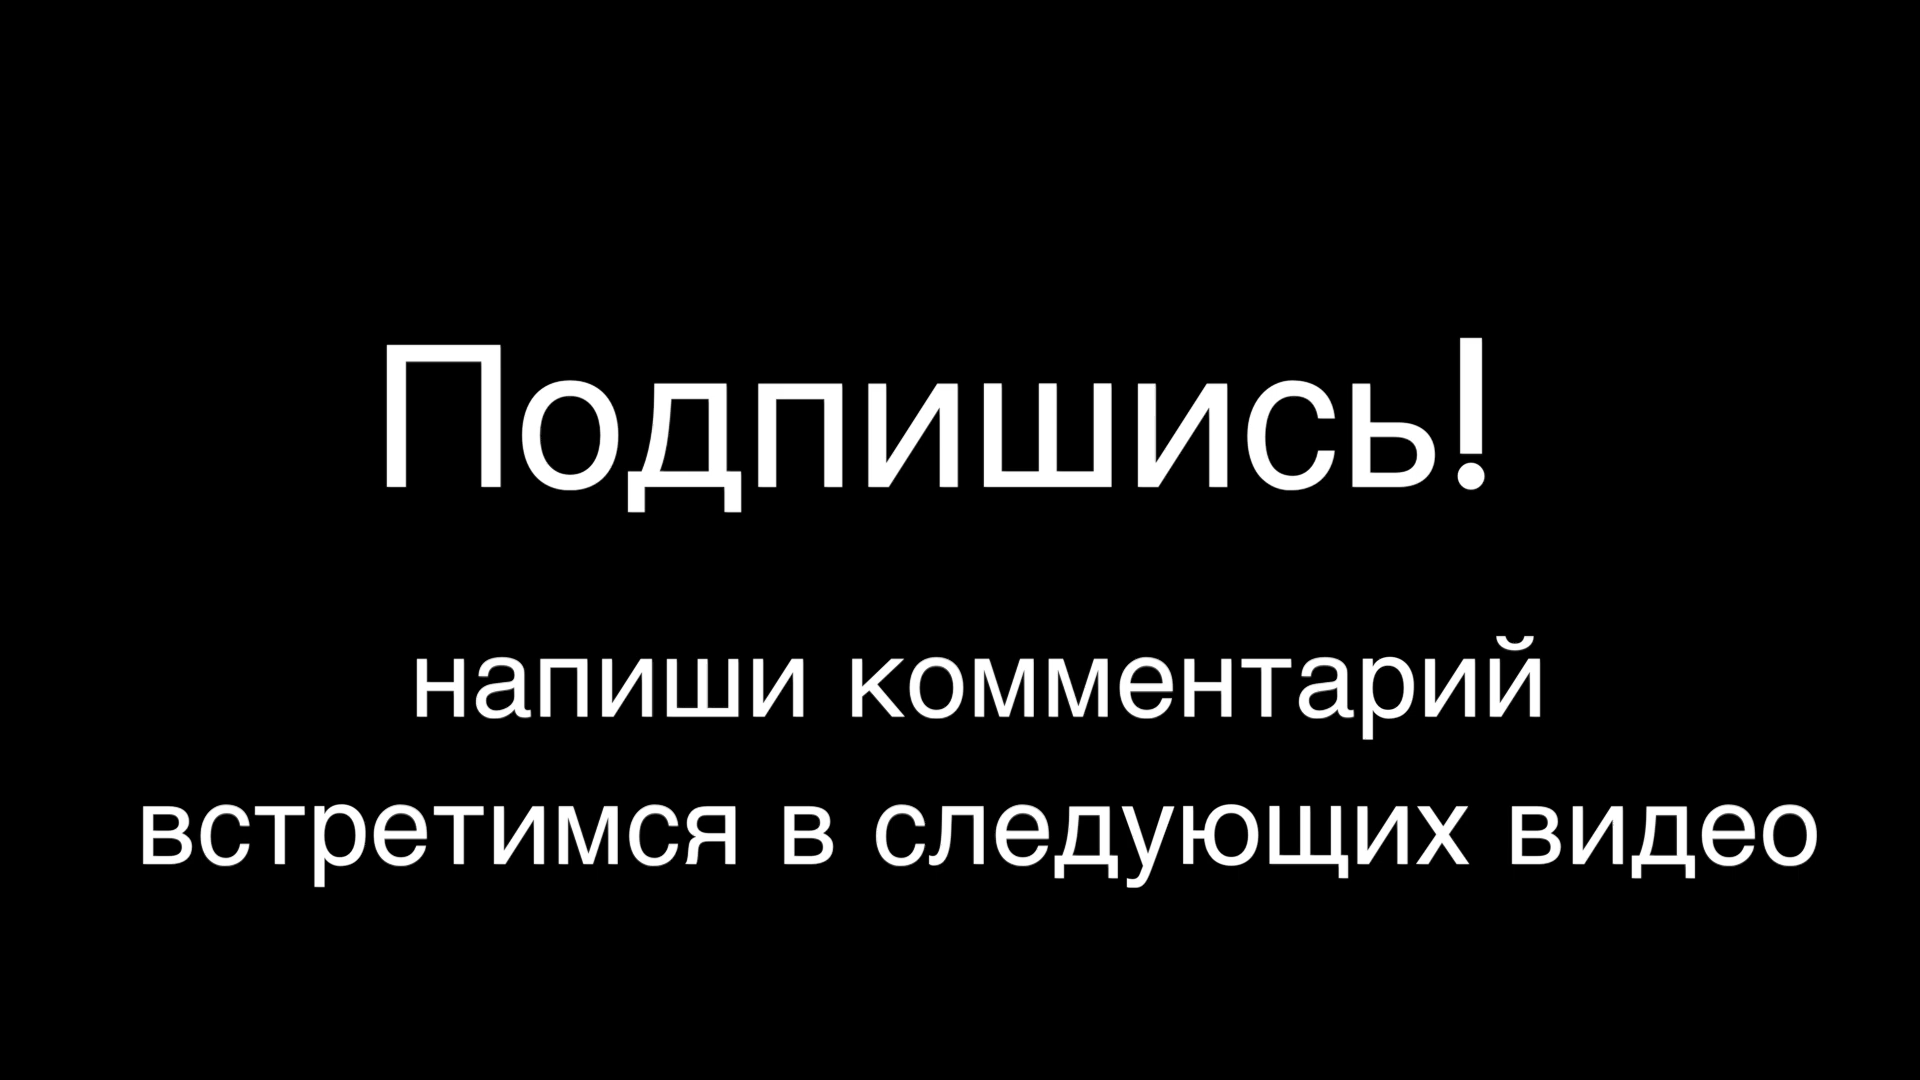 Подпишись!
напиши комментарий
встретимся в следующих видео